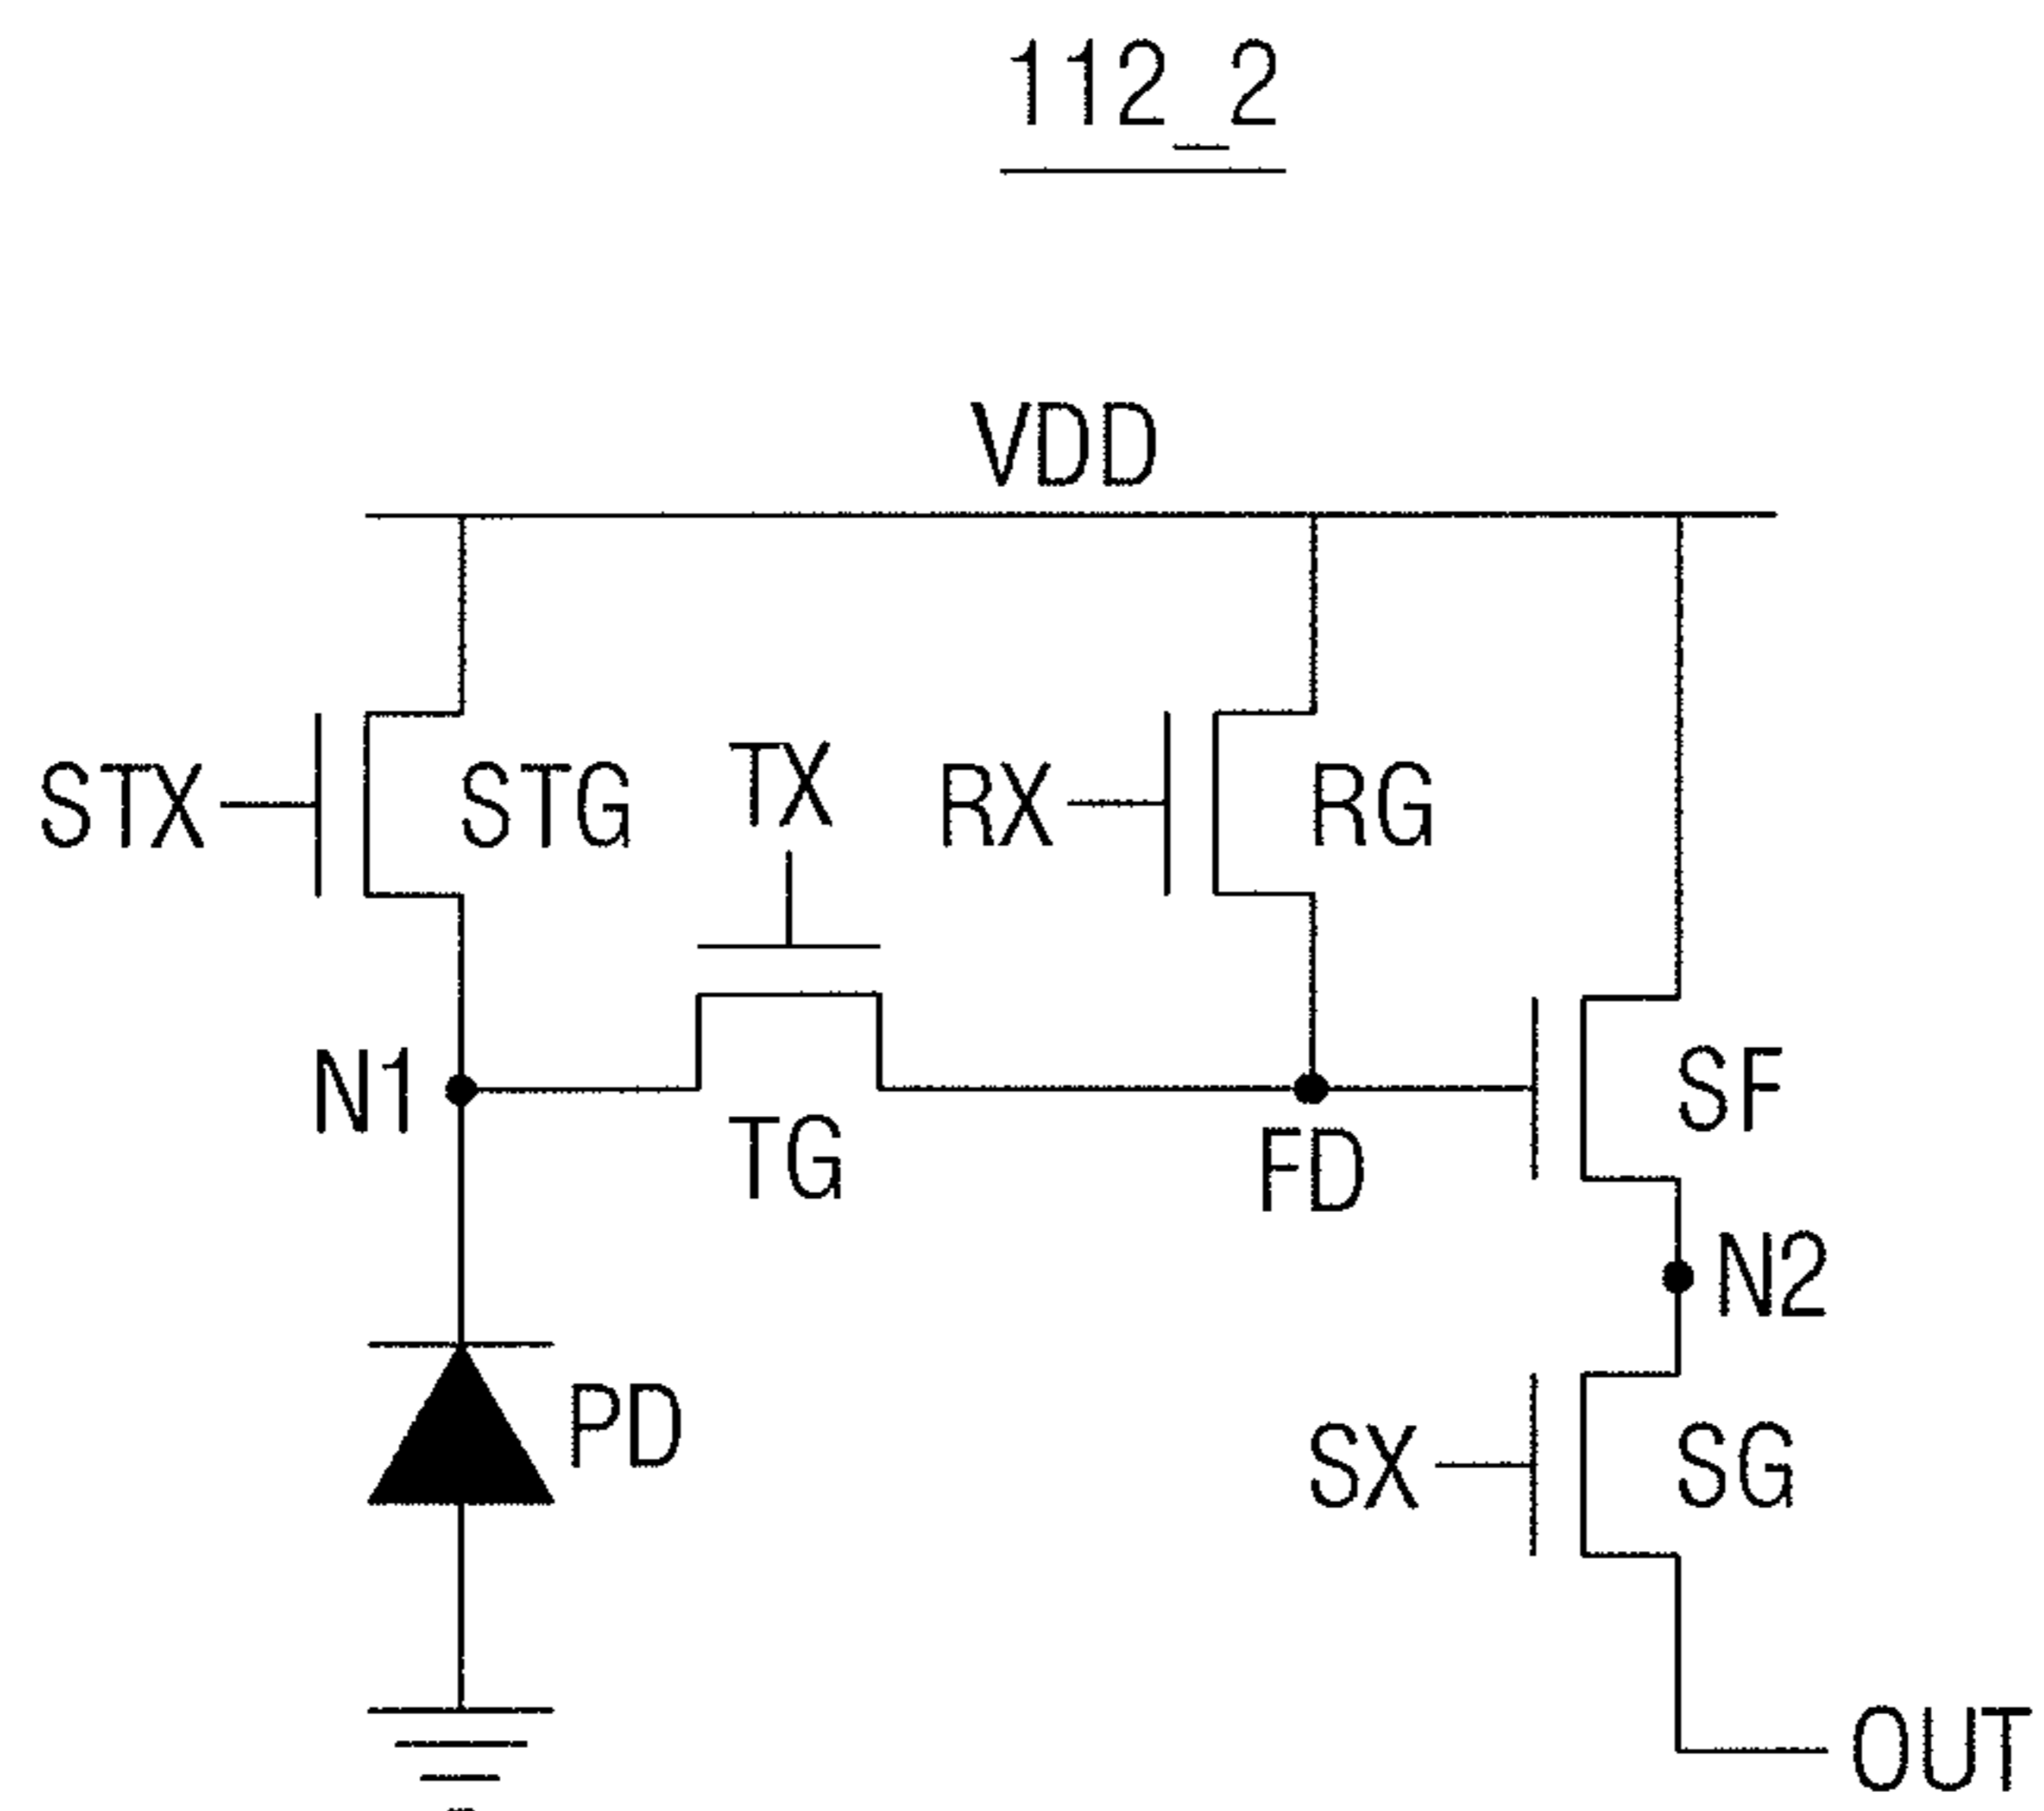 112_2
VDD
STX
STG
TX
RX
RG
N1
TG
FD
SF
N2
PD
SX
SG
OUT